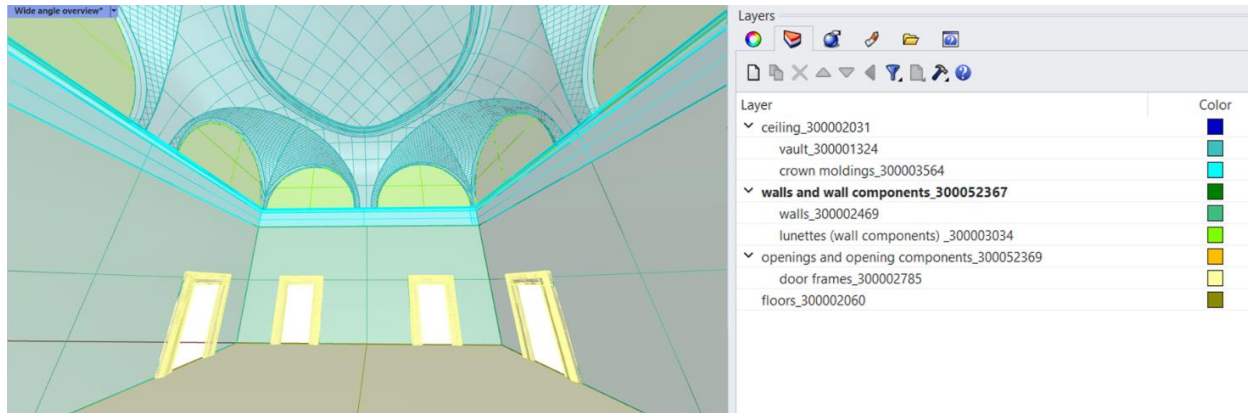 Wide angle overview*
Layers
Layer Color
ceiling_300002031
vault_300001324
crown moldings_300003564
walls and wall components_300052367
walls_300002469
lunettes (wall components) _300003034
openings and opening components_300052369
door frames_300002785
floors_300002060